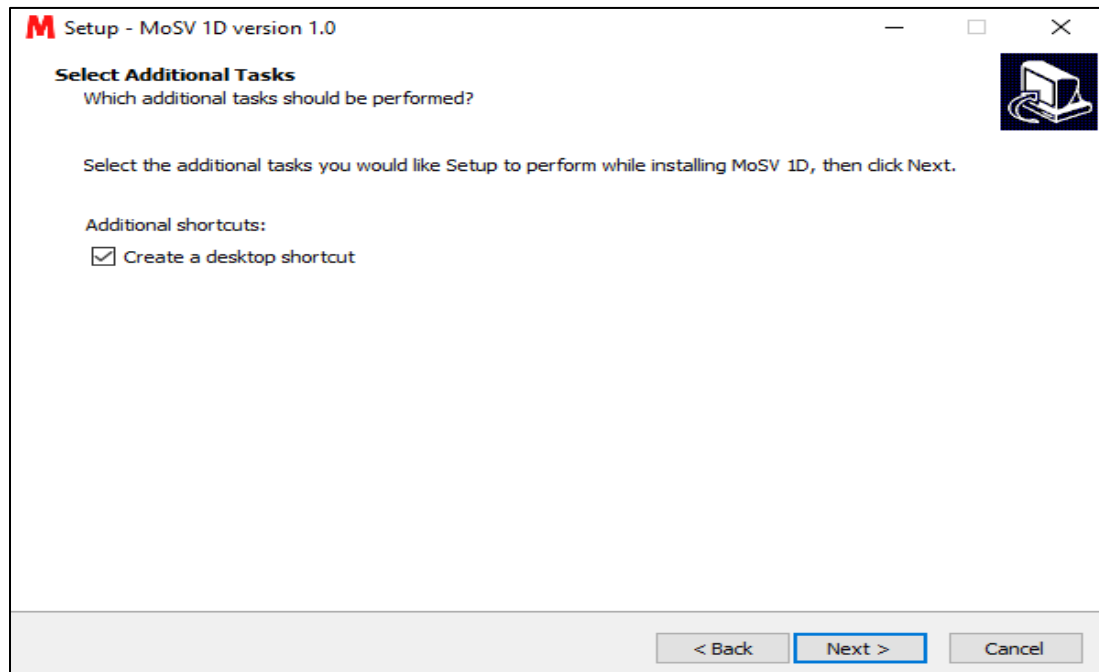 M Setup - MoSV 1D version 1.0
Select Additional Tasks
Which additional tasks should be performed?
Select the additional tasks you would like Setup to perform while installing MoSV 1D, then click Next.
Additional shortcuts:
Create a desktop shortcut
< Back Next > Cancel